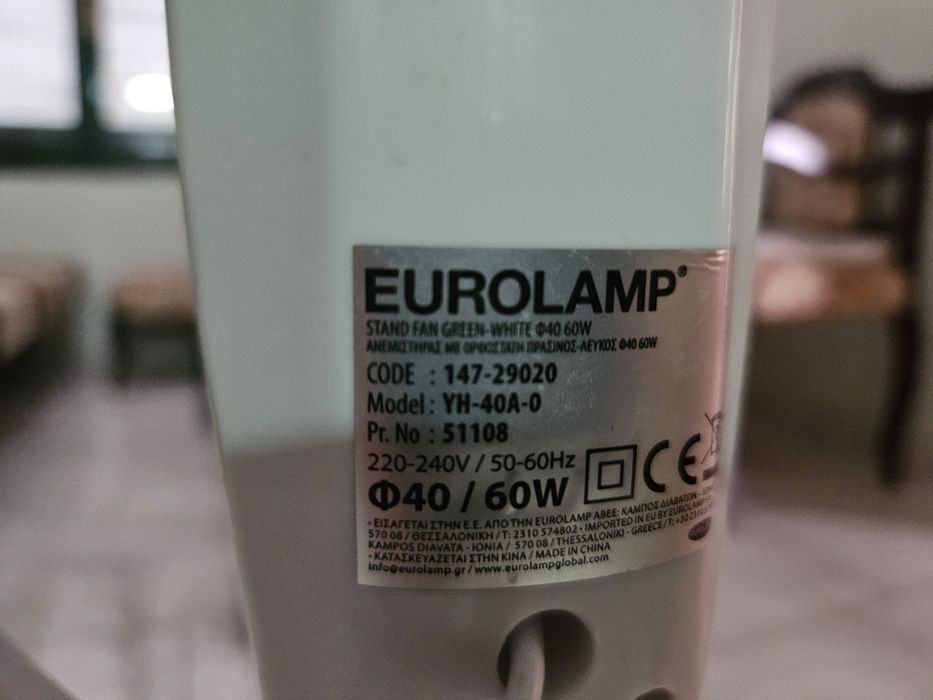 EUROLAMP®
STAND FAN GREEN-WHITE Φ40 60W
ΑΝΕΜΙΣΤΗΡΑΣ ΜΕ ΟΡΘΟΣΤΑΤΗ ΠΡΑΣΙΝΟΣ-ΛΕΥΚΟΣ Φ40 60W
CODE : 147-29020
Model : YH-40A-0
Pr. No : 51108
220-240V / 50-60Hz
Φ40 / 60W
CE
• ΕΙΣΑΓΕΤΑΙ ΣΤΗΝ Ε.Ε. ΑΠΟ ΤΗΝ EUROLAMP ΑΒΕΕ: ΚΑΜΠΟΣ ΔΙΑΒΑΤΩΝ -
570 08 / ΘΕΣΣΑΛΟΝΙΚΗ / Τ: 2310 574802 • IMPORTED IN EU BY EUROLAMP
KAMPOS DIAVATA - IONIA / 570 08 / THESSALONIKI - GREECE / T: +30 2310
• ΚΑΤΑΣΚΕΥΑΖΕΤΑΙ ΣΤΗΝ ΚΙΝΑ / MADE IN CHINA
info@eurolamp.gr / www.eurolampglobal.com